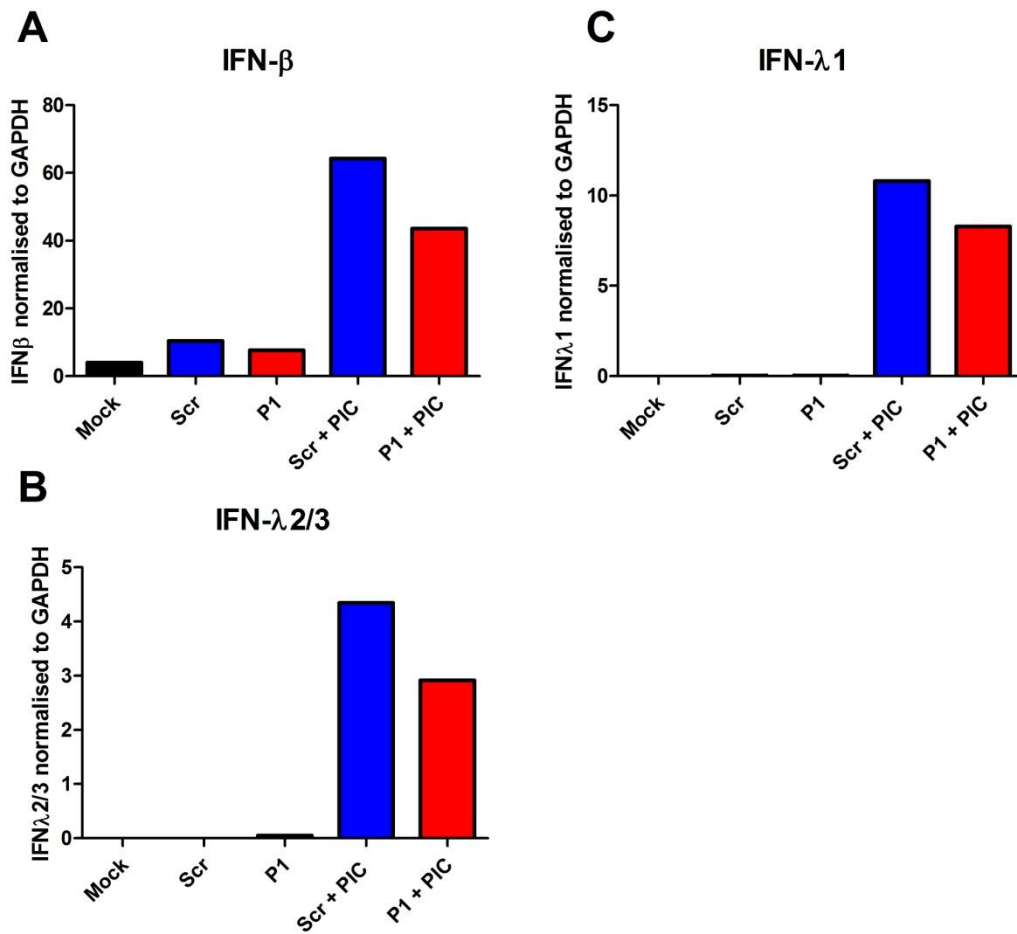 A
IFN-β
IFNβ normalised to GAPDH
80
60
40
20
0
Mock
Scr
P1
Scr + PIC
P1 + PIC
C
IFN-λ1
IFNλ1 normalised to GAPDH
15
10
5
0
Mock
Scr
P1
Scr + PIC
P1 + PIC
B
IFN-λ2/3
IFNλ2/3 normalised to GAPDH
5
4
3
2
1
0
Mock
Scr
P1
Scr + PIC
P1 + PIC